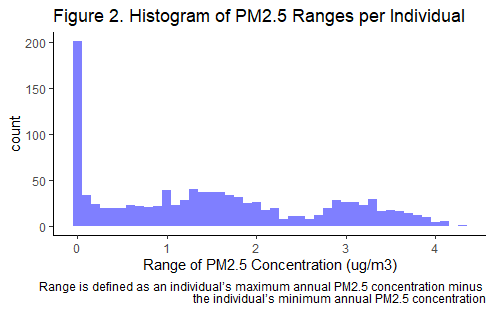 Figure 2. Histogram of PM2.5 Ranges per Individual
200
150
100
50
0
count
0 1 2 3 4
Range of PM2.5 Concentration (ug/m3)
Range is defined as an individual's maximum annual PM2.5 concentration minus
the individual's minimum annual PM2.5 concentration